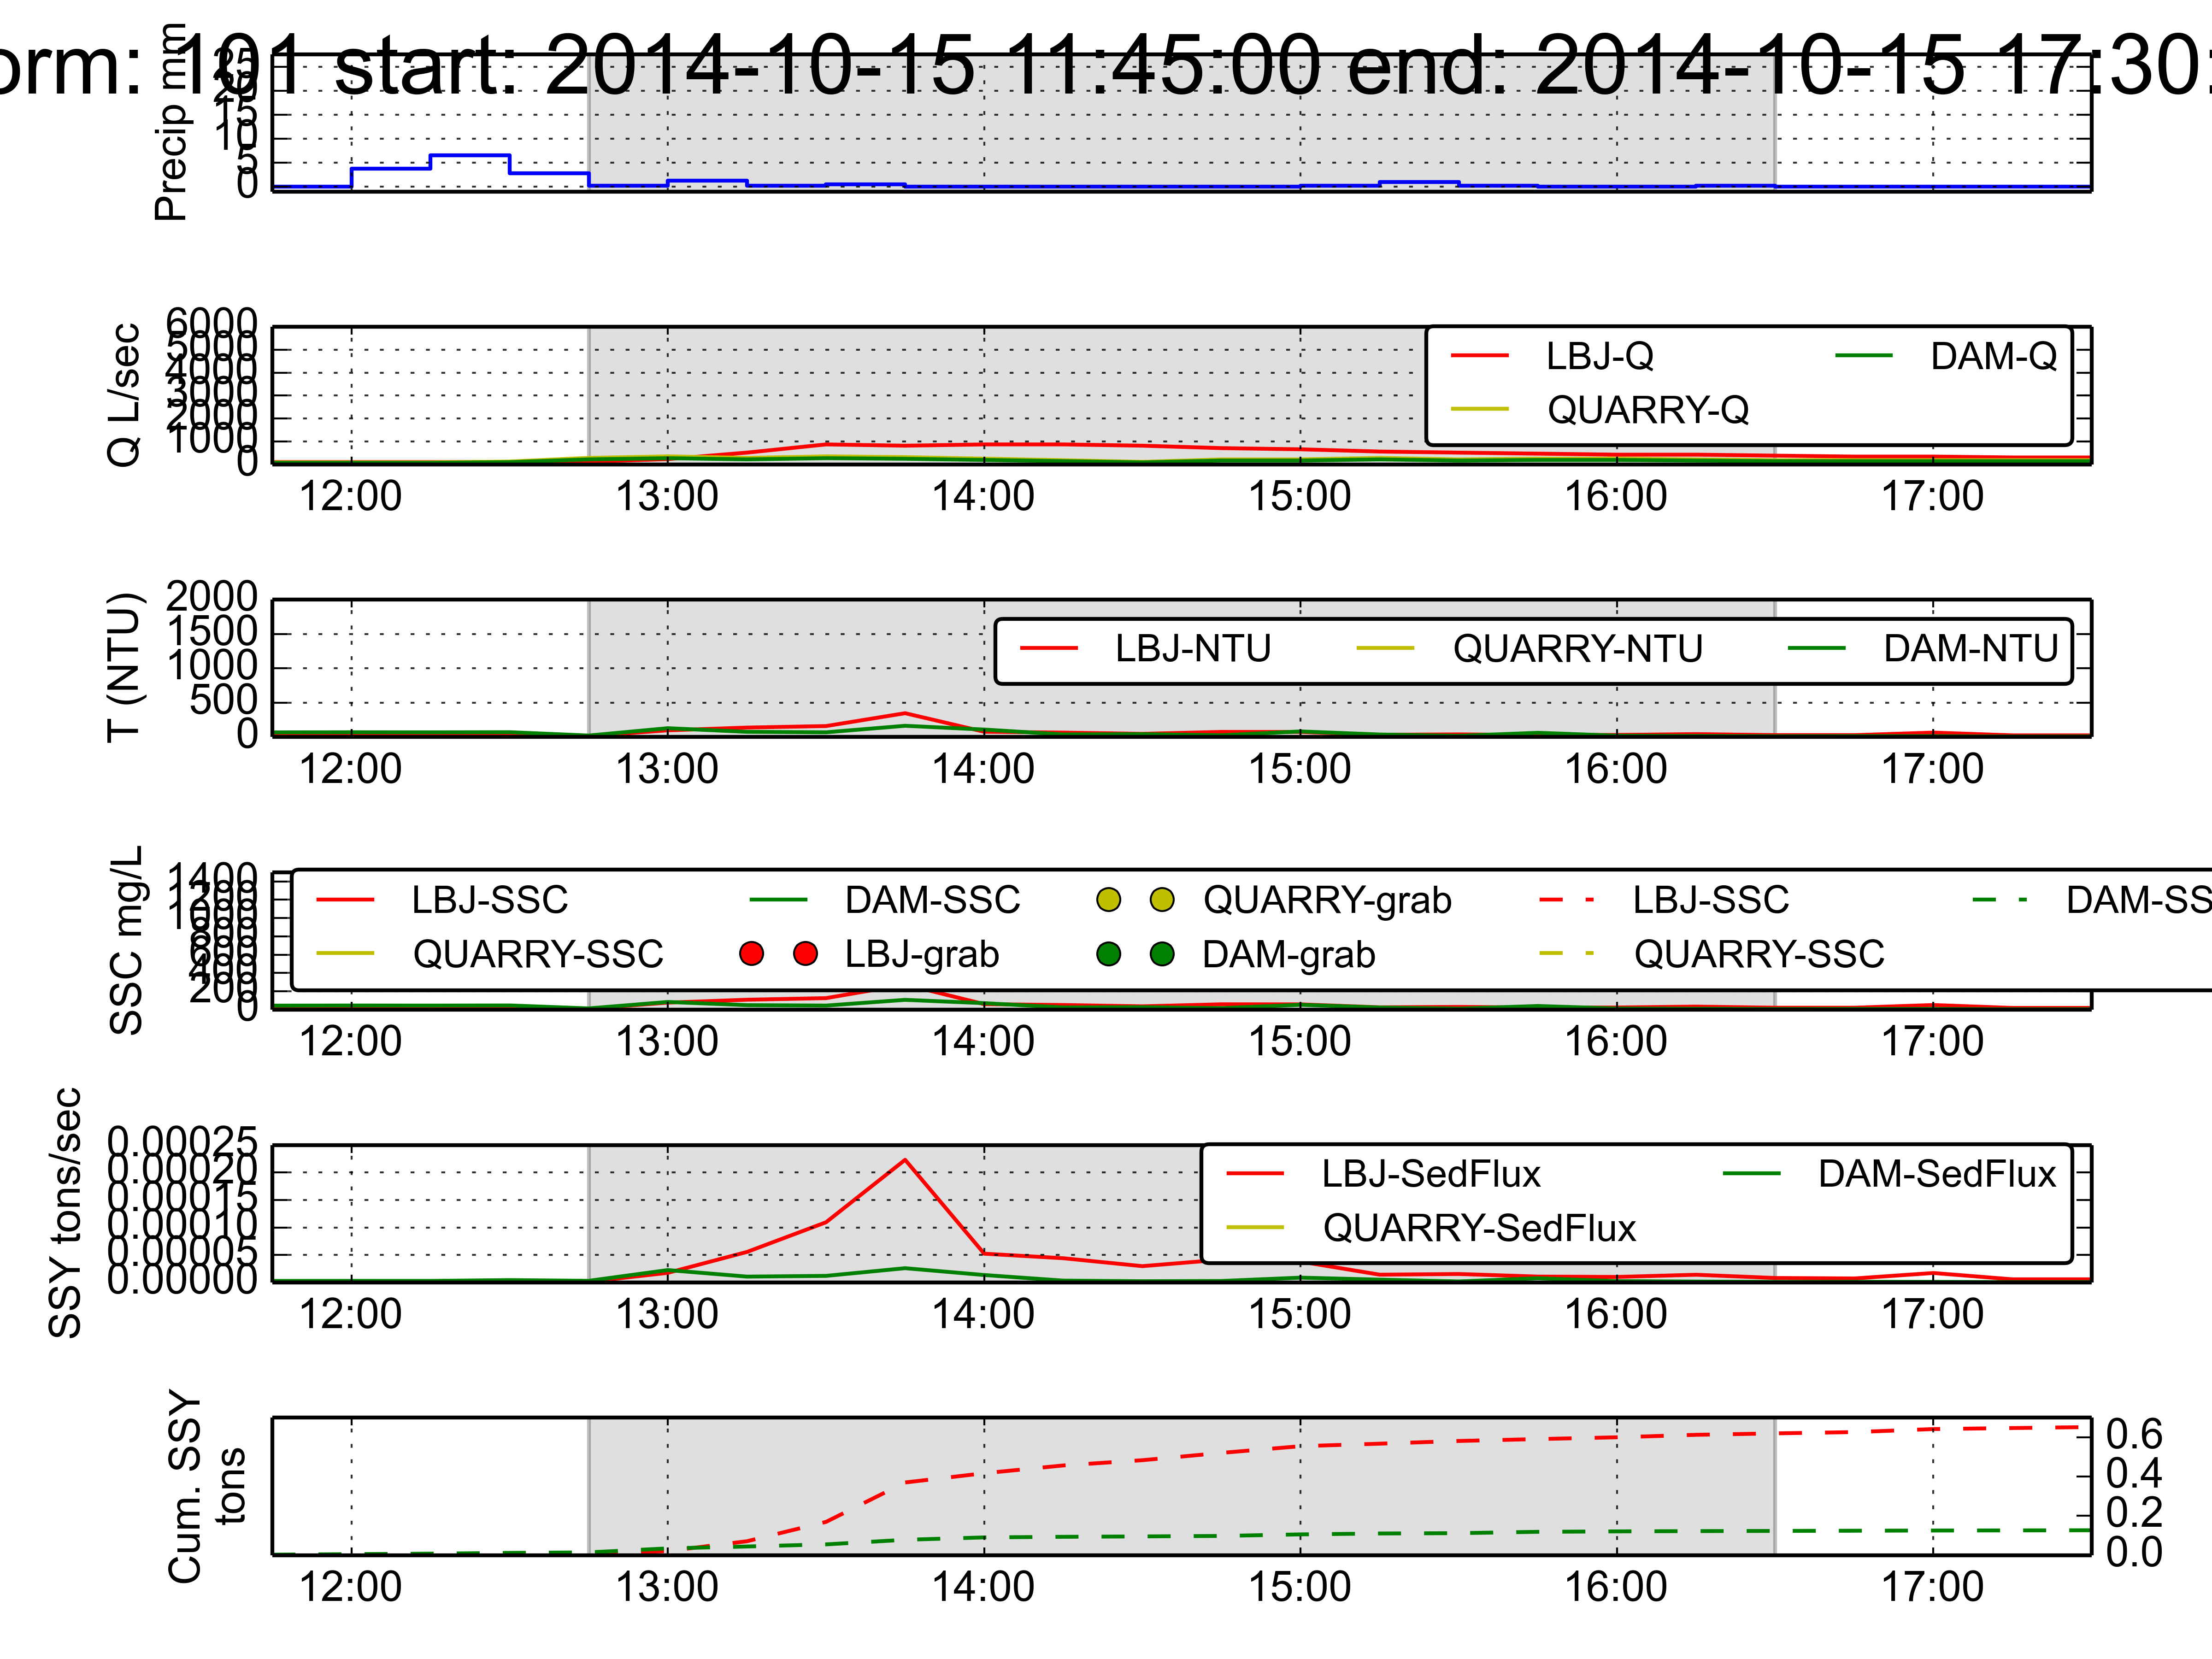 orm: 101 start: 2014-10-15 11:45:00 end: 2014-10-15 17:30:
Precip mm
25
20
15
10
5
0
Q L/sec
6000
5000
4000
3000
2000
1000
0
LBJ-Q DAM-Q
QUARRY-Q
12:00 13:00 14:00 15:00 16:00 17:00
T (NTU)
2000
1500
1000
500
0
LBJ-NTU QUARRY-NTU DAM-NTU
12:00 13:00 14:00 15:00 16:00 17:00
SSC mg/L
1400
1200
1000
800
600
400
200
0
LBJ-SSC DAM-SSC QUARRY-grab LBJ-SSC DAM-SS
QUARRY-SSC LBJ-grab DAM-grab QUARRY-SSC
12:00 13:00 14:00 15:00 16:00 17:00
SSY tons/sec
0.00025
0.00020
0.00015
0.00010
0.00005
0.00000
LBJ-SedFlux DAM-SedFlux
QUARRY-SedFlux
12:00 13:00 14:00 15:00 16:00 17:00
Cum. SSY
tons
0.6
0.4
0.2
0.0
12:00 13:00 14:00 15:00 16:00 17:00